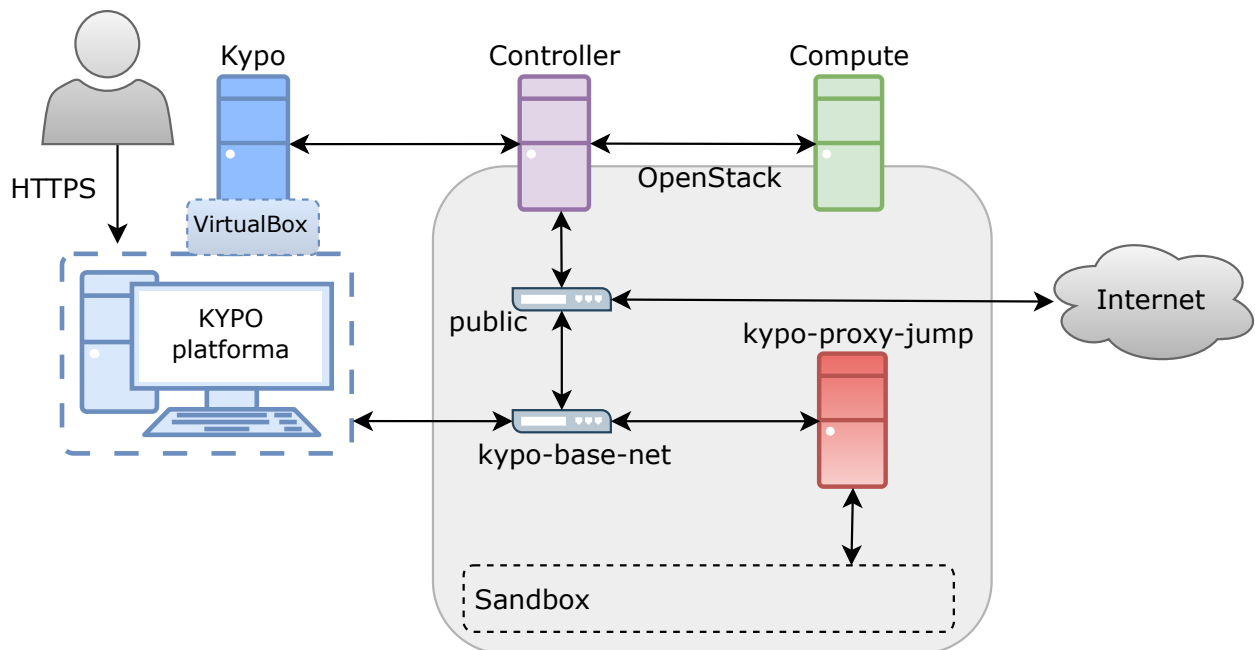 Kypo
Controller
Compute
HTTPS
OpenStack
VirtualBox
KYPO
platforma
public
Internet
kypo-proxy-jump
kypo-base-net
Sandbox